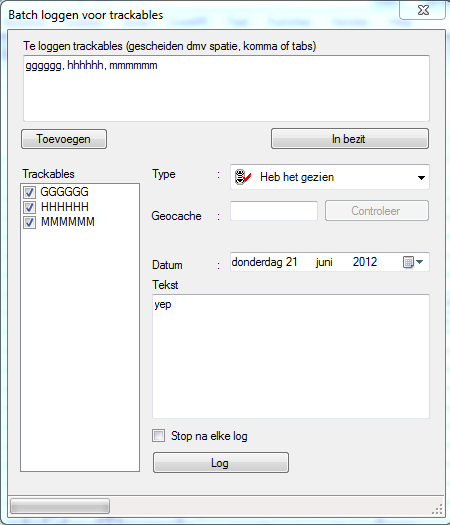 Batch loggen voor trackables
Te loggen trackables (gescheiden dmv spatie, komma of tabs)
gggggg, hhhhhh, mmmmmm
Toevoegen
In bezit
Trackables
GGGGGG
HHHHHH
MMMMMM
Type :
Heb het gezien
Geocache :
Controleer
Datum :
donderdag 21 juni 2012
Tekst
yep
Stop na elke log
Log